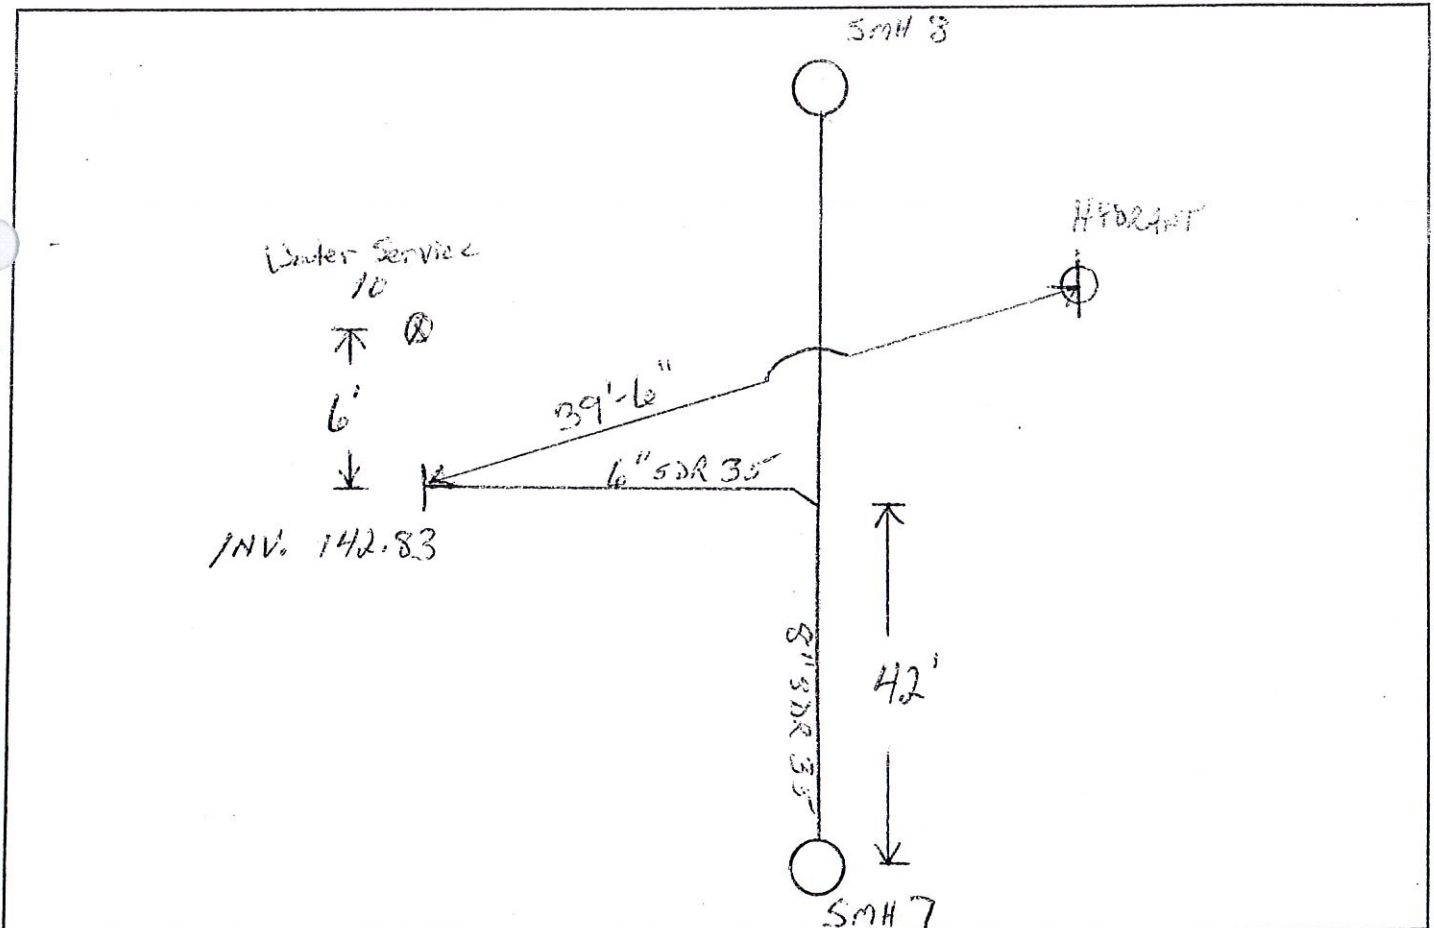 SMH 8
HYDRANT
Water Service
10
6'
39'-6"
6" SDR 35
INV. 142.83
8" SDR 35
42'
SMH 7